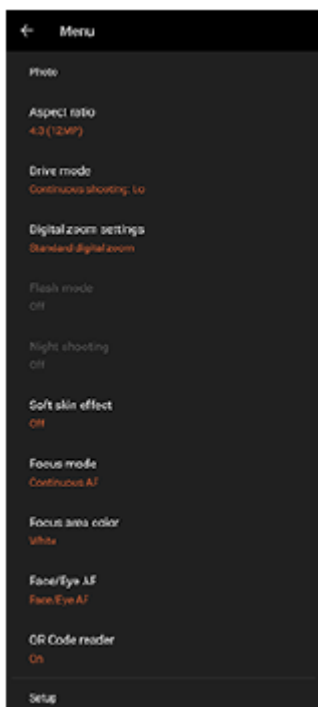 Menu
Photo
Aspect ratio
4:3 (12MP)
Drive mode
Continuous shooting: Lo
Digital zoom settings
Standard digital zoom
Flash mode
Off
Night shooting
Off
Soft skin effect
Off
Focus mode
Continuous AF
Focus area color
White
Face/Eye AF
Face/Eye AF
QR Code reader
On
Setup